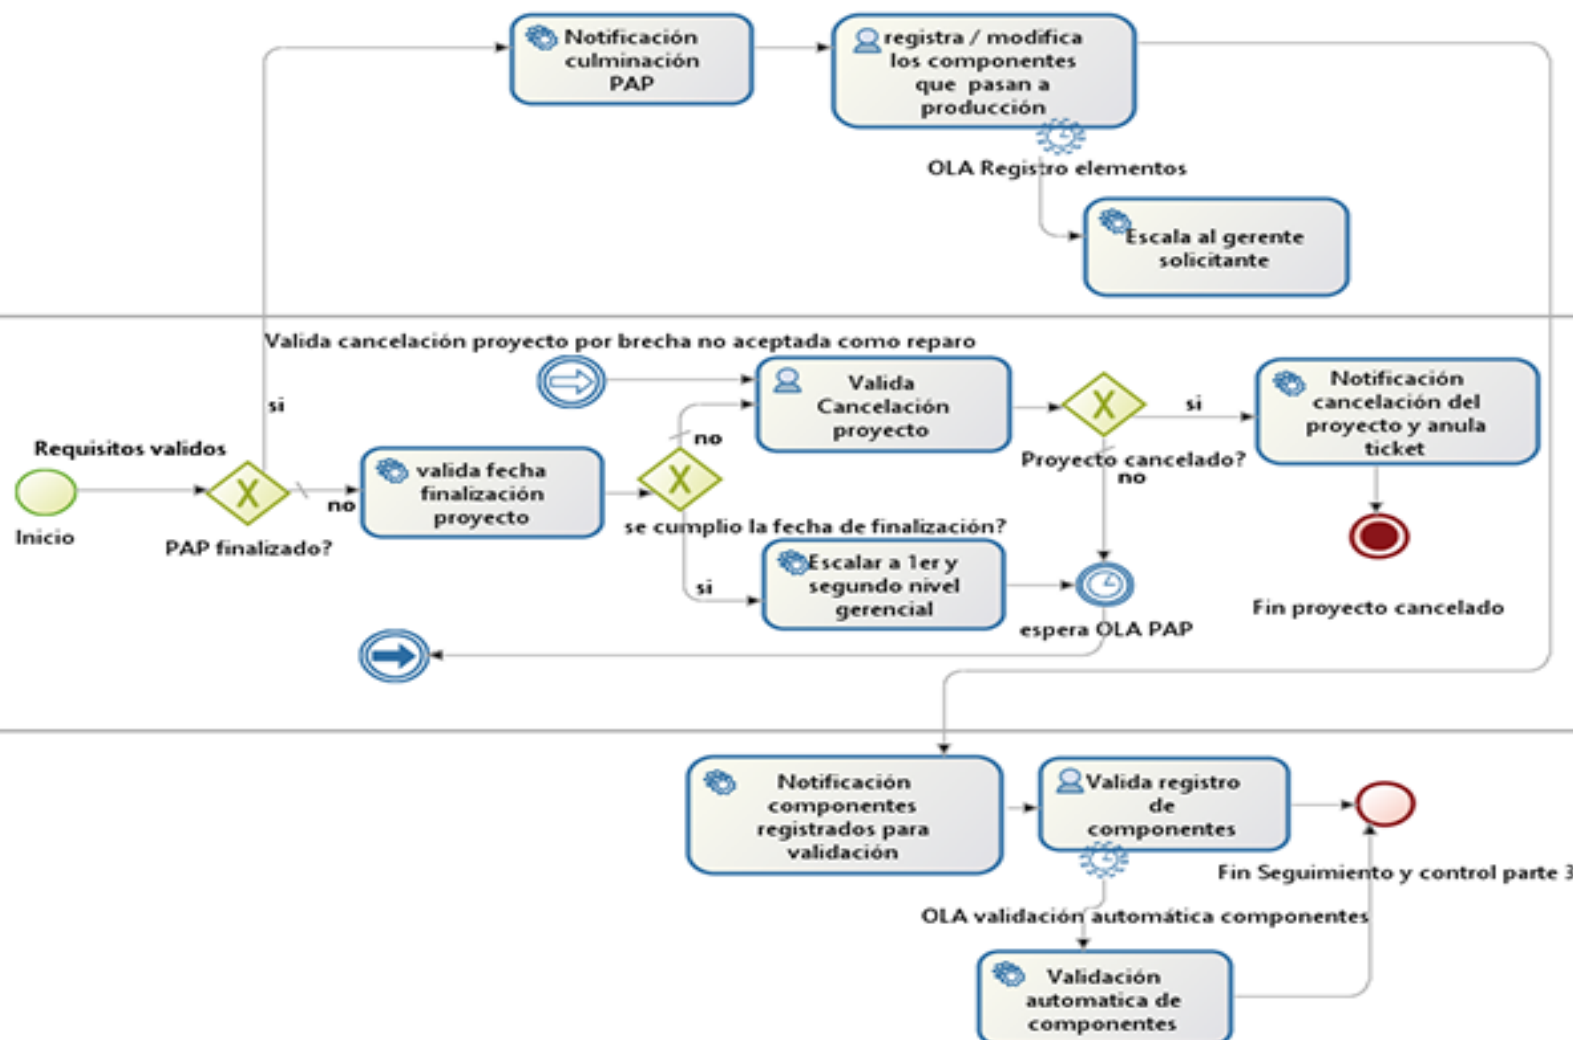 Notificación
culminación
PAP
registra / modifica
los componentes
que pasan a
producción
OLA Registro elementos
Escala al gerente
solicitante
Valida cancelación proyecto por brecha no aceptada como reparo
si
Requisitos validos
Inicio
PAP finalizado?
no
valida fecha
finalización
proyecto
no
se cumplio la fecha de finalización?
si
Valida
Cancelación
proyecto
Escalar a 1er y
segundo nivel
gerencial
Proyecto cancelado?
si
no
espera OLA PAP
Notificación
cancelación del
proyecto y anula
ticket
Fin proyecto cancelado
Notificación
componentes
registrados para
validación
Valida registro
de
componentes
Fin Seguimiento y control parte 3
OLA validación automática componentes
Validación
automatica de
componentes